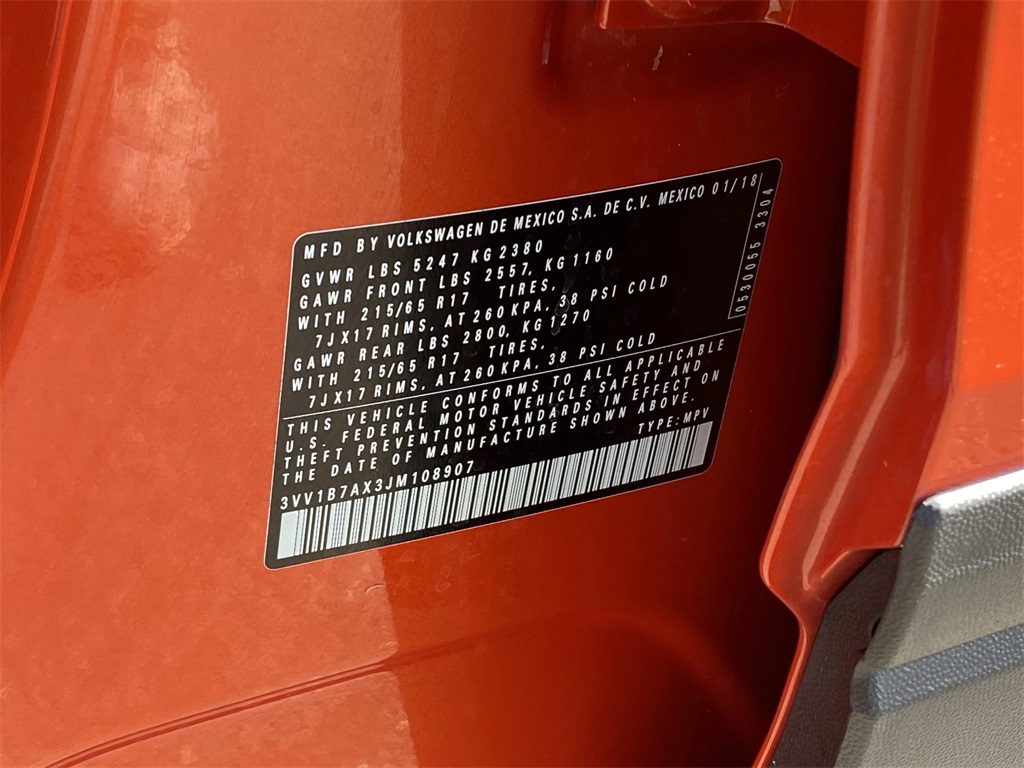 MFD BY VOLKSWAGEN DE MEXICO S.A. DE C.V. MEXICO 01/18
GVWR LBS 5247 KG 2380
GAWR FRONT LBS 2557, KG 1160
WITH 215/65 R17 TIRES,
7JX17 RIMS, AT 260 KPA, 38 PSI COLD
GAWR REAR LBS 2800, KG 1270
WITH 215/65 R17 TIRES,
7JX17 RIMS, AT 260 KPA, 38 PSI COLD
THIS VEHICLE CONFORMS TO ALL APPLICABLE
U.S. FEDERAL MOTOR VEHICLE SAFETY AND
THEFT PREVENTION STANDARDS IN EFFECT ON
THE DATE OF MANUFACTURE SHOWN ABOVE.
3VV1B7AX3JM108907 TYPE: MPV
0530055 3304